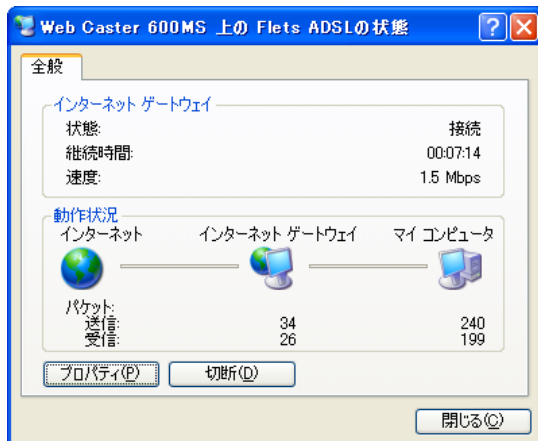 Web Caster 600MS 上の Flets ADSLの状態
全般
インターネット ゲートウェイ
状態: 接続
継続時間: 00:07:14
速度: 1.5 Mbps
動作状況
インターネット インターネット ゲートウェイ マイ コンピュータ
パケット:
送信: 34 240
受信: 26 199
プロパティ(P) 切断(D)
閉じる(C)